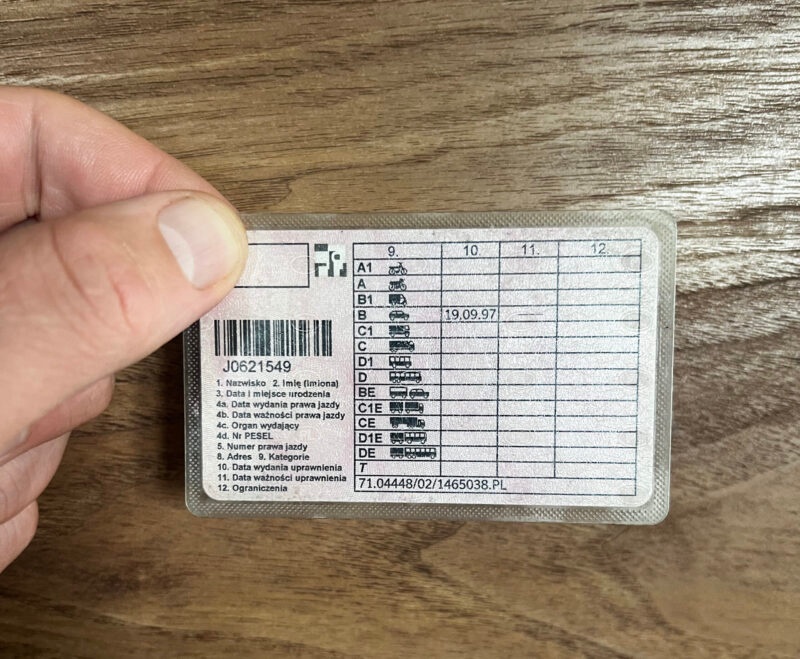 9. 10. 11. 12.
A1
A
B1
B 19.09.97 —
C1
C
D1
D
BE
C1E
CE
D1E
DE
T
71.04448/02/1465038.PL
J0621549
1. Nazwisko 2. Imię (imiona)
3. Data i miejsce urodzenia
4a. Data wydania prawa jazdy
4b. Data ważności prawa jazdy
4c. Organ wydający
4d. Nr PESEL
5. Numer prawa jazdy
8. Adres 9. Kategorie
10. Data wydania uprawnienia
11. Data ważności uprawnienia
12. Ograniczenia